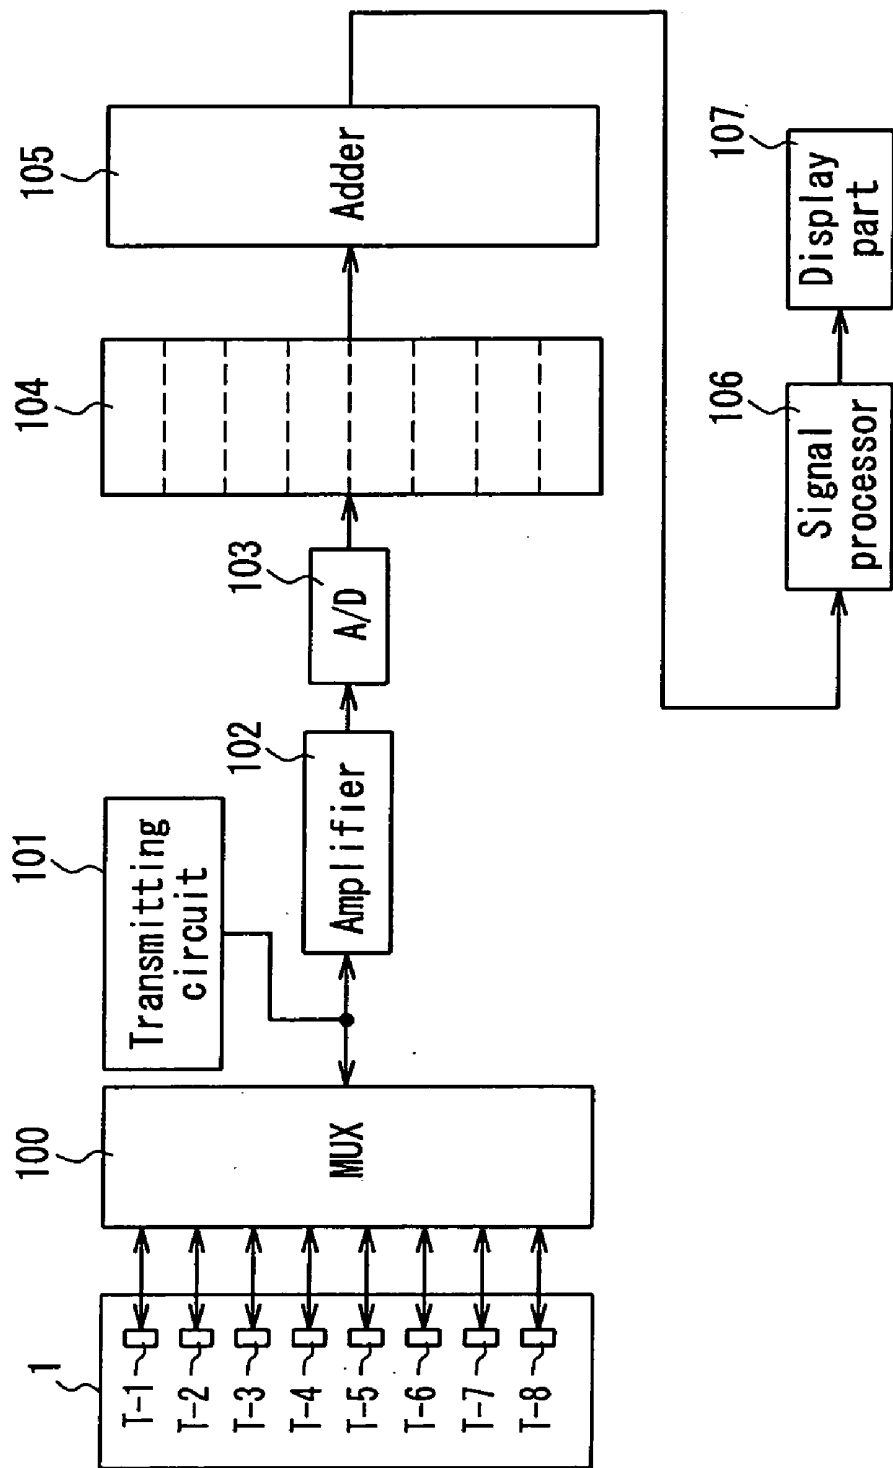 1
T-1
T-2
T-3
T-4
T-5
T-6
T-7
T-8
100
MUX
101
Transmitting
circuit
102
Amplifier
103
A/D
104
105
Adder
106
Signal
processor
107
Display
part